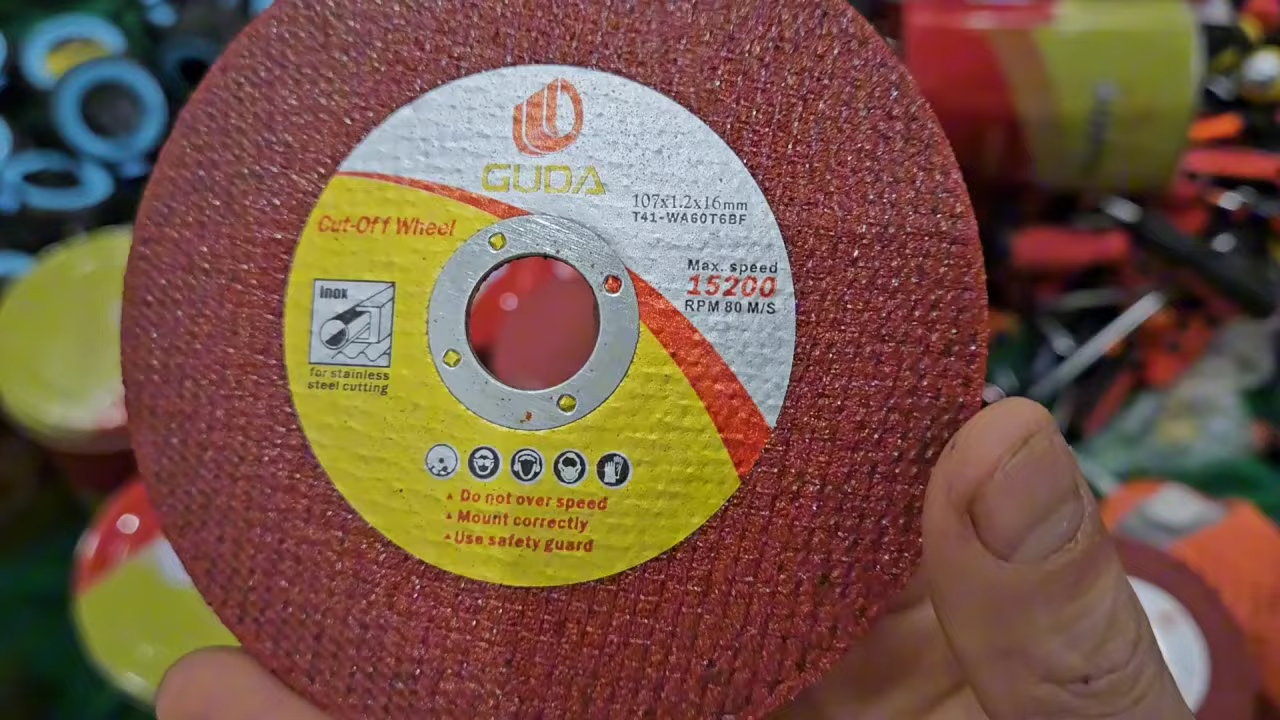 GUDA
107x1.2x16mm
T41-WA60T6BF
Cut-Off Wheel
Max. speed
15200
RPM 80 M/S
Inox
for stainless
steel cutting
▲ Do not over speed
▲ Mount correctly
▲ Use safety guard